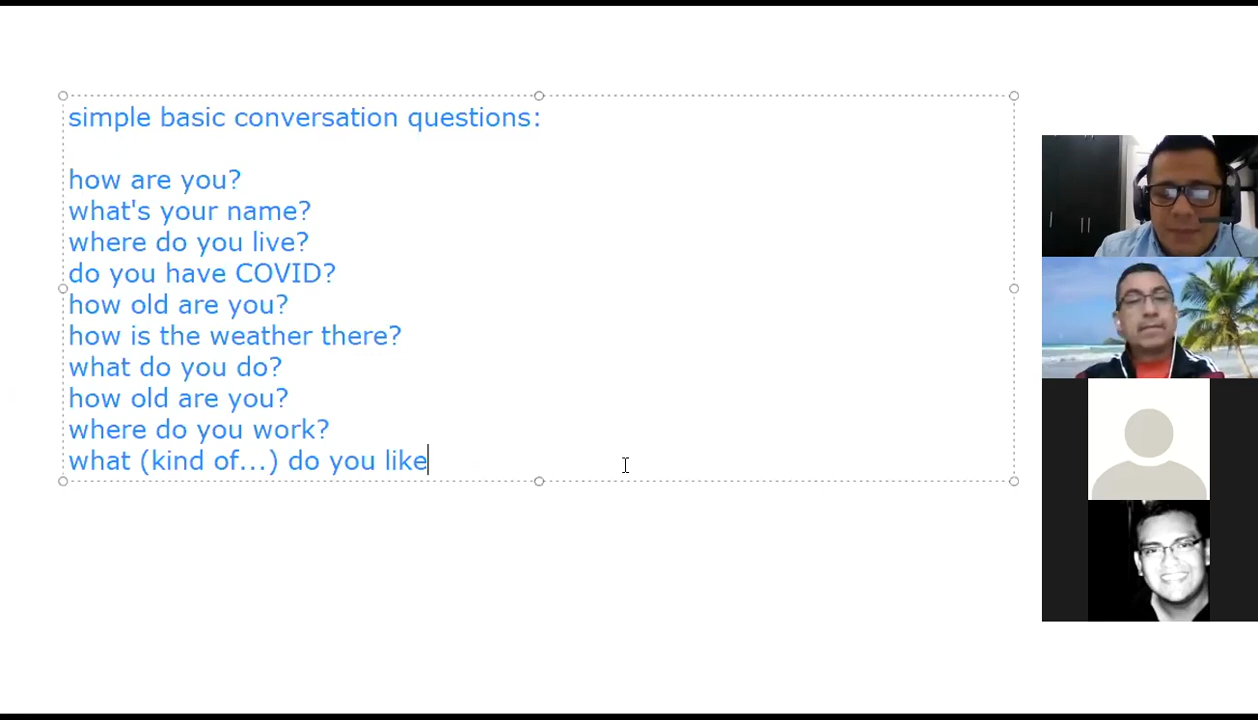 simple basic conversation questions:
how are you?
what's your name?
where do you live?
do you have COVID?
how old are you?
how is the weather there?
what do you do?
how old are you?
where do you work?
what (kind of...) do you like